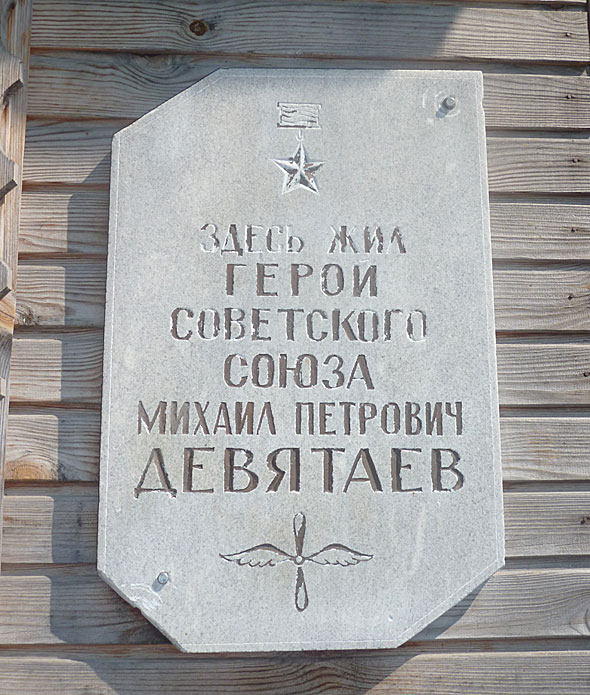 ЗДЕСЬ ЖИЛ
ГЕРОЙ
СОВЕТСКОГО
СОЮЗА
МИХАИЛ ПЕТРОВИЧ
ДЕВЯТАЕВ